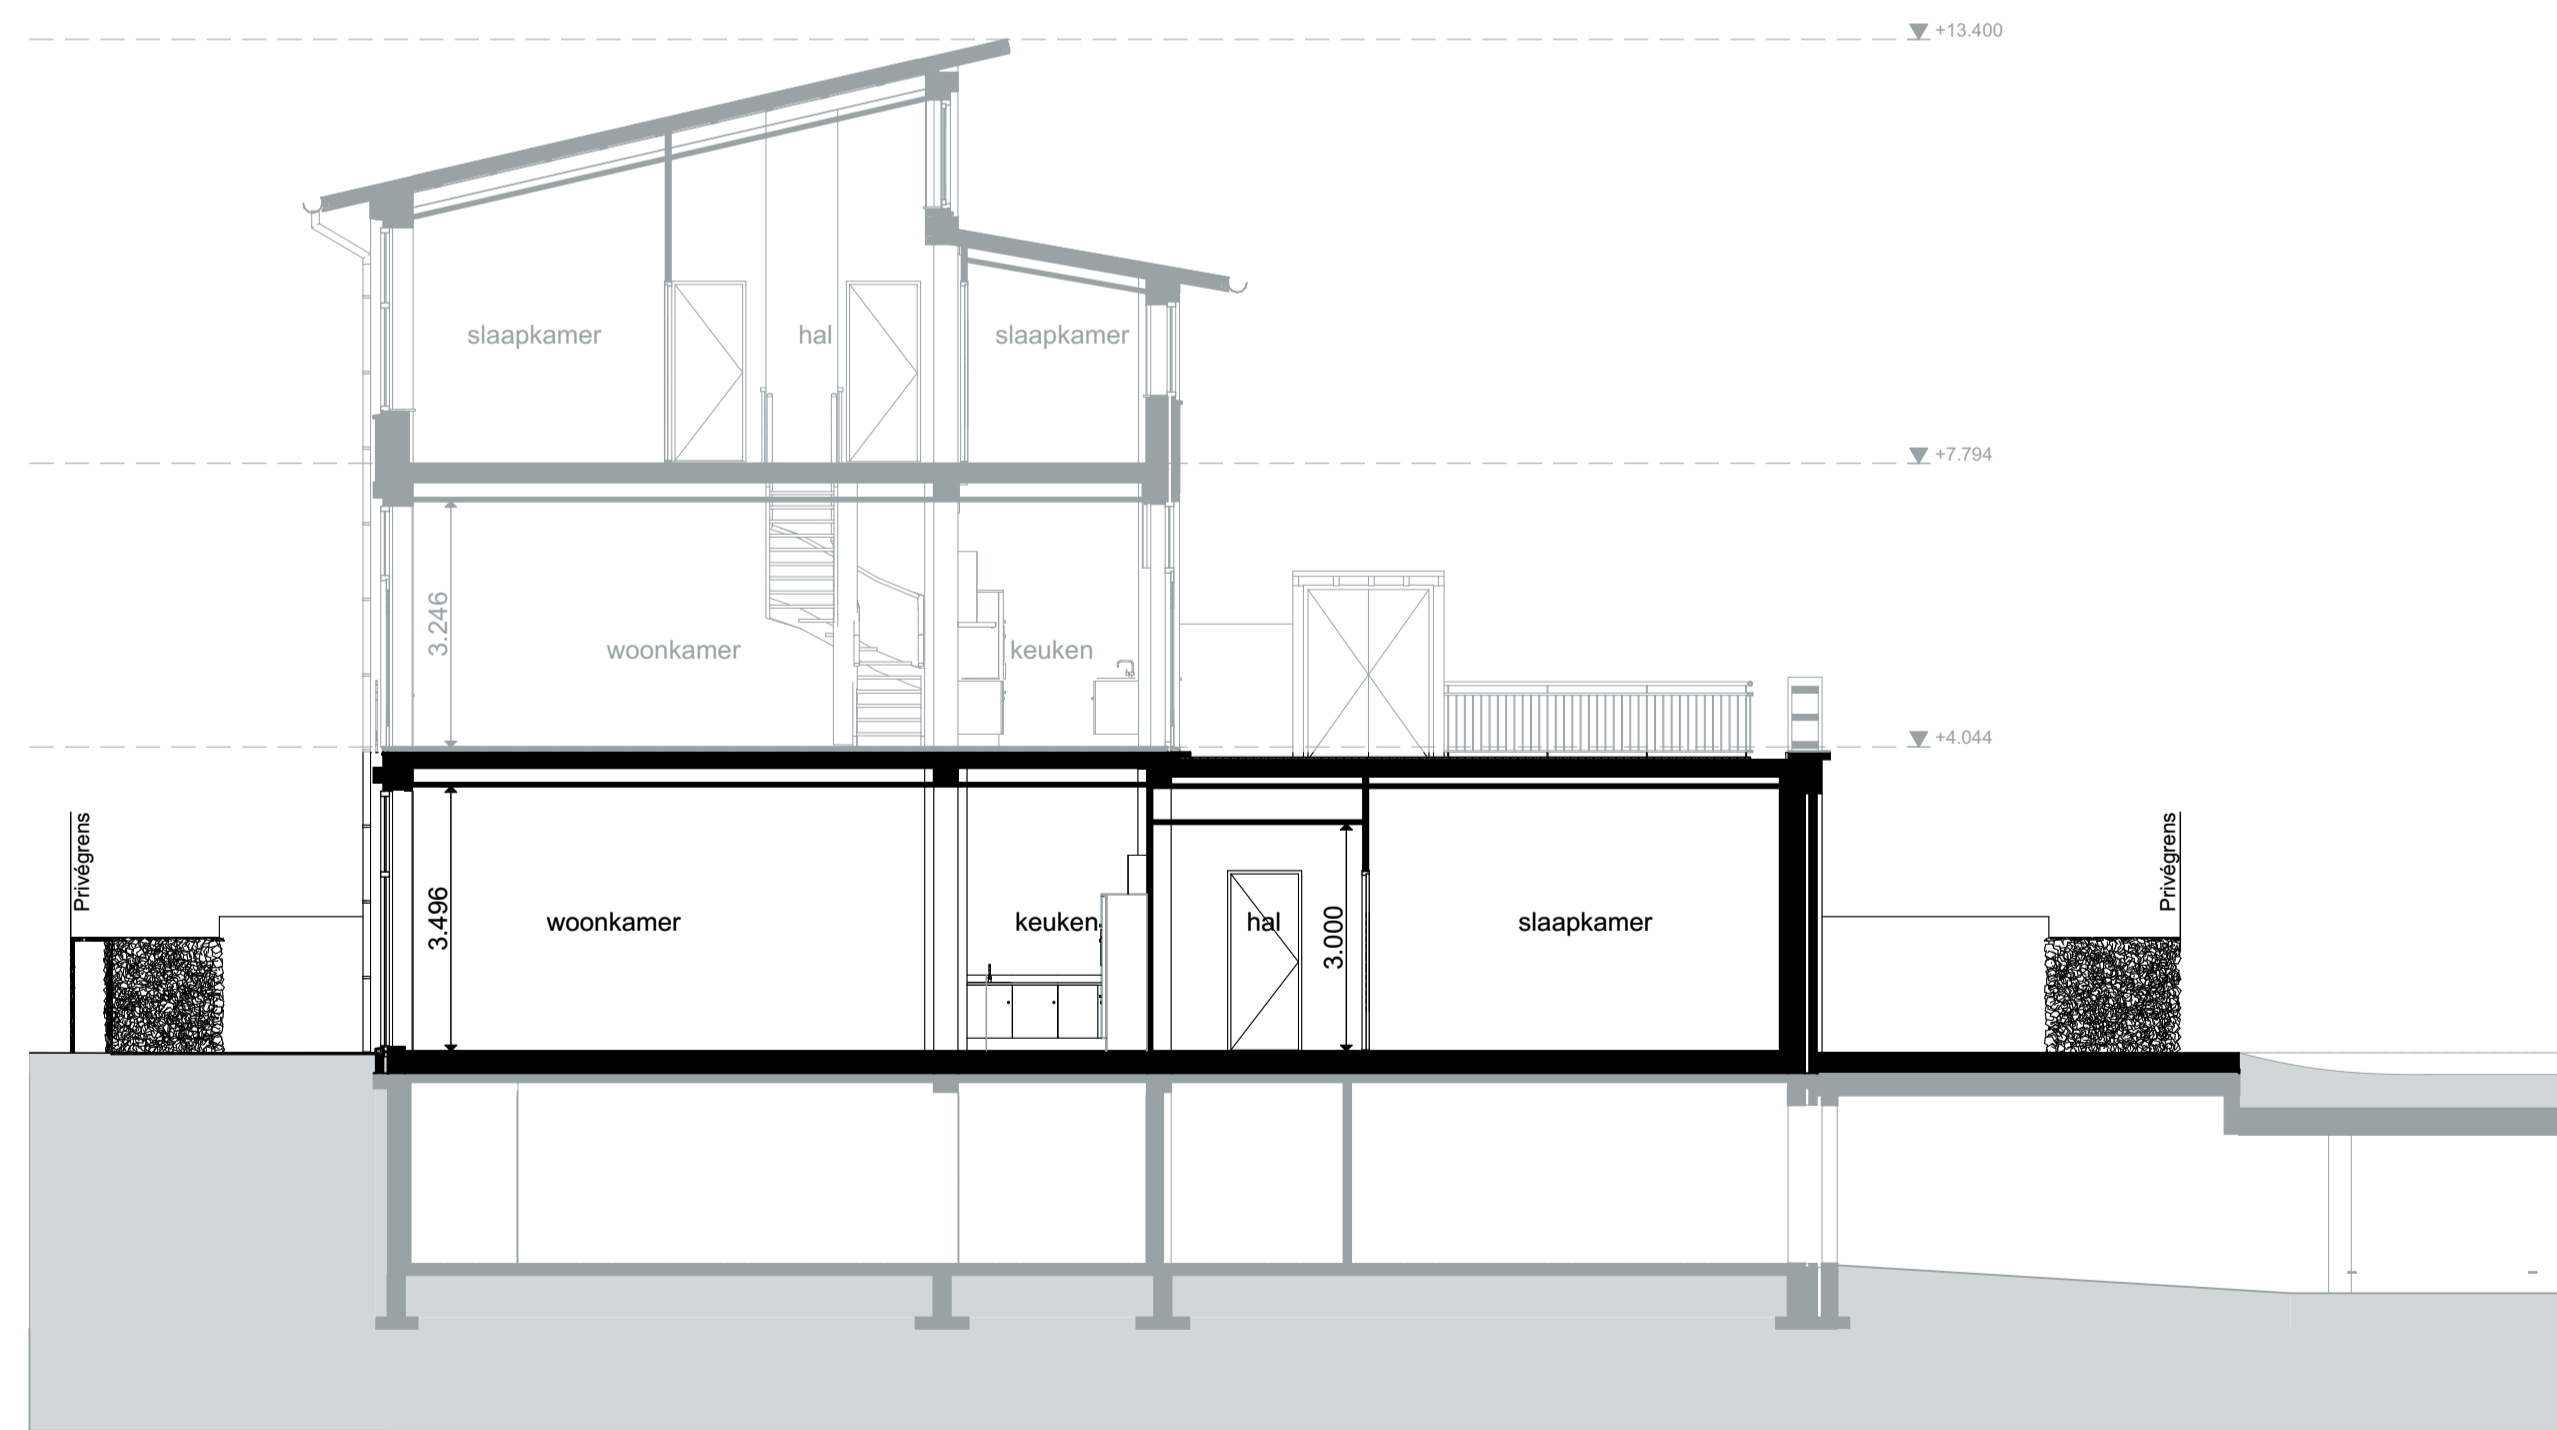 +13.400
slaapkamer
hal
slaapkamer
+7.794
3.246
woonkamer
keuken
+4.044
Privégrens
3.496
woonkamer
keuken
hal
3.000
slaapkamer
Privégrens